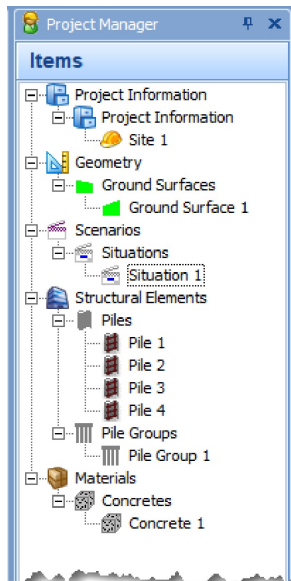 Project Manager
Items
Project Information
Project Information
Site 1
Geometry
Ground Surfaces
Ground Surface 1
Scenarios
Situations
Situation 1
Structural Elements
Piles
Pile 1
Pile 2
Pile 3
Pile 4
Pile Groups
Pile Group 1
Materials
Concretes
Concrete 1